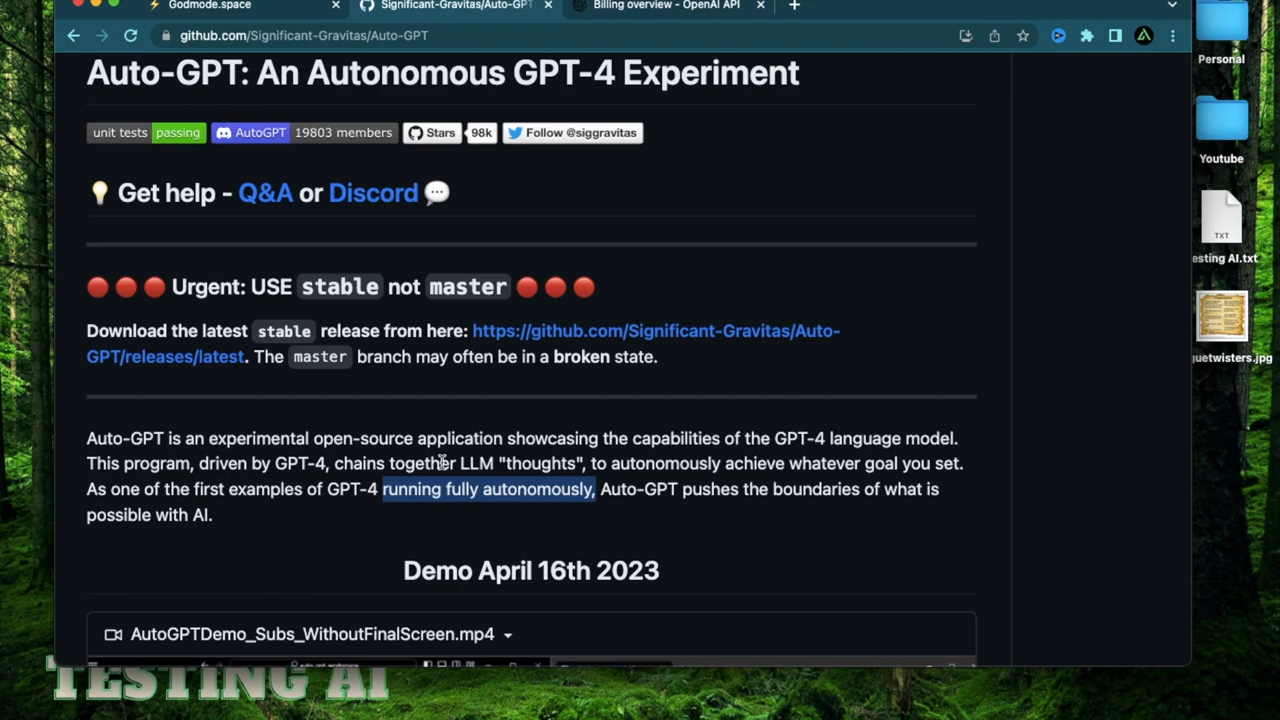 Godmode.space
Significant-Gravitas/Auto-GPT
Billing overview - OpenAI API
github.com/Significant-Gravitas/Auto-GPT
Auto-GPT: An Autonomous GPT-4 Experiment
unit tests passing AutoGPT 19803 members Stars 98k Follow @siggravitas
Get help - Q&A or Discord
Urgent: USE stable not master
Download the latest stable release from here: https://github.com/Significant-Gravitas/Auto-
GPT/releases/latest. The master branch may often be in a broken state.
Auto-GPT is an experimental open-source application showcasing the capabilities of the GPT-4 language model.
This program, driven by GPT-4, chains together LLM "thoughts", to autonomously achieve whatever goal you set.
As one of the first examples of GPT-4 running fully autonomously, Auto-GPT pushes the boundaries of what is
possible with AI.
Demo April 16th 2023
AutoGPTDemo_Subs_WithoutFinalScreen.mp4
Personal
Youtube
TXT
esting AI.txt
guetwisters.jpg
TESTING AI